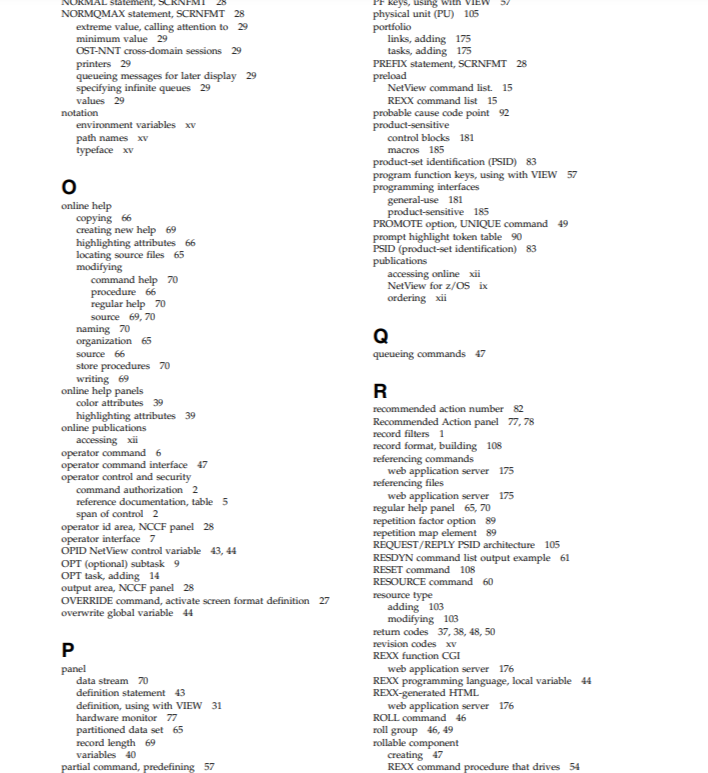 NORMAL statement, SCRNFMT 28
NORMQMAX statement, SCRNFMT 28
extreme value, calling attention to 29
minimum value 29
OST-NNT cross-domain sessions 29
printers 29
queueing messages for later display 29
specifying infinite queues 29
values 29
notation
environment variables xv
path names xv
typeface xv
O
online help
copying 66
creating new help 69
highlighting attributes 66
locating source files 65
modifying
command help 70
procedure 66
regular help 70
source 69, 70
naming 70
organization 65
source 66
store procedures 70
writing 69
online help panels
color attributes 39
highlighting attributes 39
online publications
accessing xii
operator command 6
operator command interface 47
operator control and security
command authorization 2
reference documentation, table 5
span of control 2
operator id area, NCCF panel 28
operator interface 7
OPID NetView control variable 43, 44
OPT (optional) subtask 9
OPT task, adding 14
output area, NCCF panel 28
OVERRIDE command, activate screen format definition 27
overwrite global variable 44
P
panel
data stream 70
definition statement 43
definition, using with VIEW 31
hardware monitor 77
partitioned data set 65
record length 69
variables 40
partial command, predefining 57
PF keys, using with VIEW 57
physical unit (PU) 105
portfolio
links, adding 175
tasks, adding 175
PREFIX statement, SCRNFMT 28
preload
NetView command list. 15
REXX command list 15
probable cause code point 92
product-sensitive
control blocks 181
macros 185
product-set identification (PSID) 83
program function keys, using with VIEW 57
programming interfaces
general-use 181
product-sensitive 185
PROMOTE option, UNIQUE command 49
prompt highlight token table 90
PSID (product-set identification) 83
publications
accessing online xii
NetView for z/OS ix
ordering xii
Q
queueing commands 47
R
recommended action number 82
Recommended Action panel 77, 78
record filters 1
record format, building 108
referencing commands
web application server 175
referencing files
web application server 175
regular help panel 65, 70
repetition factor option 89
repetition map element 89
REQUEST/REPLY PSID architecture 105
RESDYN command list output example 61
RESET command 108
RESOURCE command 60
resource type
adding 103
modifying 103
return codes 37, 38, 48, 50
revision codes xv
REXX function CGI
web application server 176
REXX programming language, local variable 44
REXX-generated HTML
web application server 176
ROLL command 46
roll group 46, 49
rollable component
creating 47
REXX command procedure that drives 54